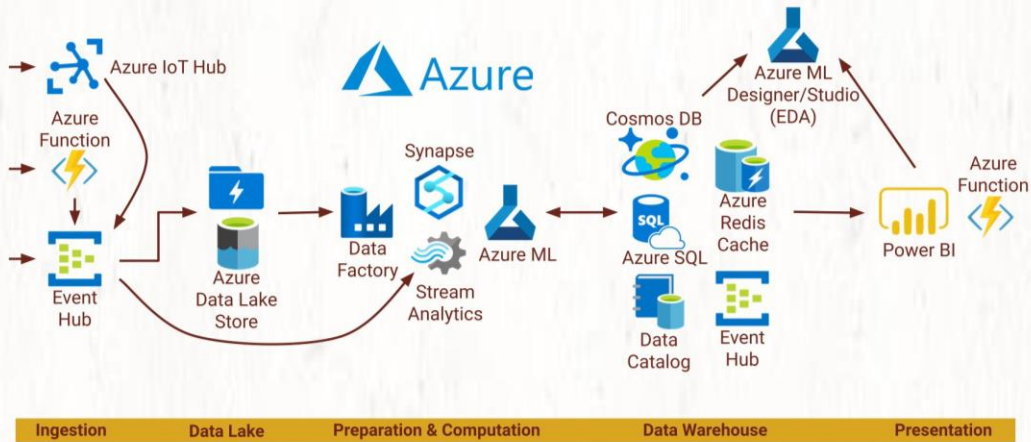 Azure IoT Hub
Azure
Function
Event
Hub
Azure
Data Lake
Store
Azure
Data
Factory
Synapse
Stream
Analytics
Azure ML
Cosmos DB
SQL
Azure SQL
Data
Catalog
Azure
Redis
Cache
Event
Hub
Azure ML
Designer/Studio
(EDA)
Power BI
Azure
Function
Ingestion
Data Lake
Preparation & Computation
Data Warehouse
Presentation